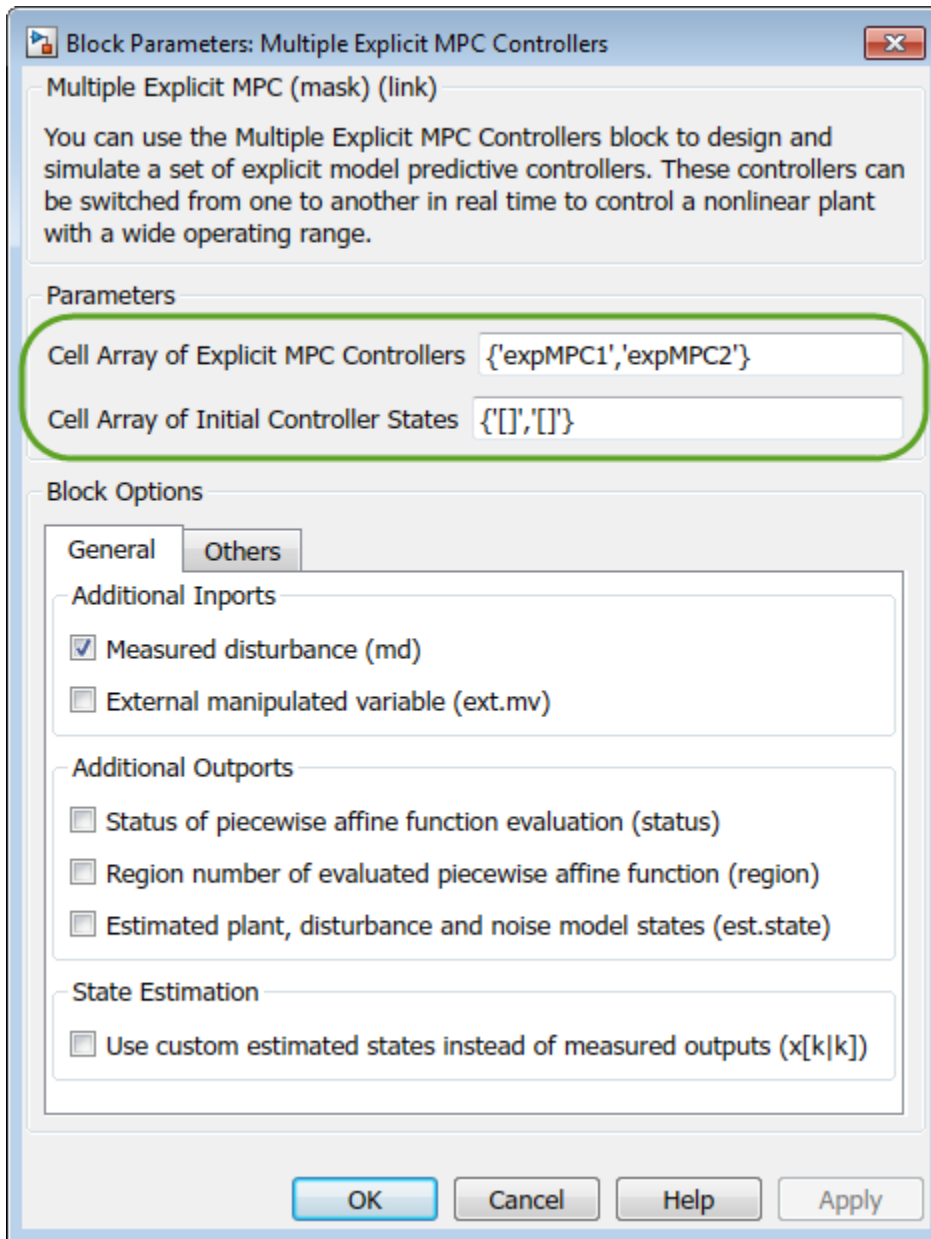 Block Parameters: Multiple Explicit MPC Controllers
Multiple Explicit MPC (mask) (link)
You can use the Multiple Explicit MPC Controllers block to design and
simulate a set of explicit model predictive controllers. These controllers can
be switched from one to another in real time to control a nonlinear plant
with a wide operating range.
Parameters
Cell Array of Explicit MPC Controllers {'expMPC1','expMPC2'}
Cell Array of Initial Controller States {'[]','[]'}
Block Options
General Others
Additional Inports
Measured disturbance (md)
External manipulated variable (ext.mv)
Additional Outports
Status of piecewise affine function evaluation (status)
Region number of evaluated piecewise affine function (region)
Estimated plant, disturbance and noise model states (est.state)
State Estimation
Use custom estimated states instead of measured outputs (x[k|k])
OK Cancel Help Apply